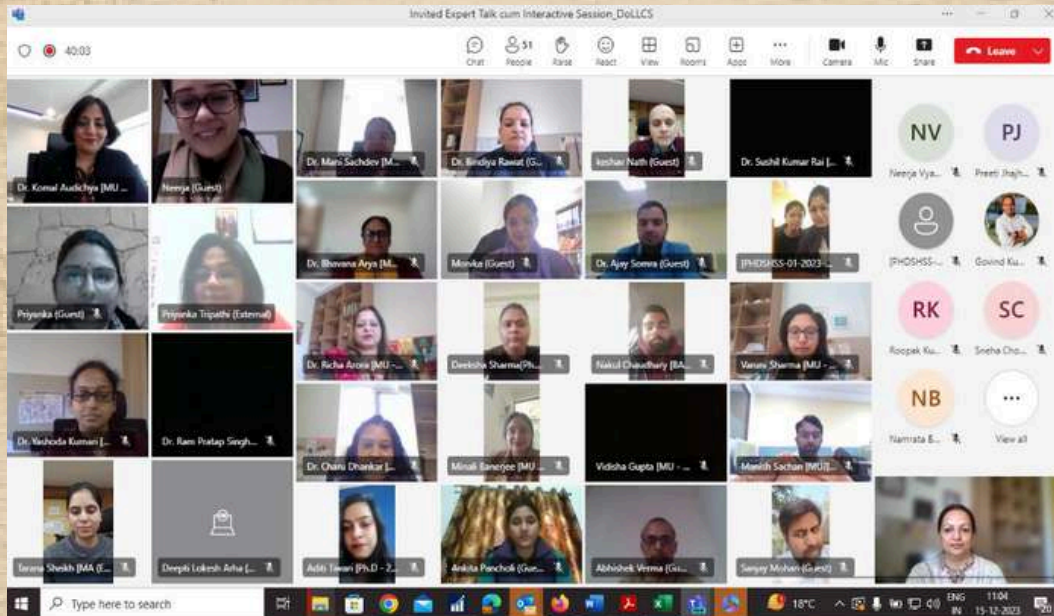 Invited Expert Talk cum Interactive Session_DoLLCS
40:03
51
Chat People Raise React View Rooms Apps More Camera Mic Share Leave
Dr. Komal Audichya [MU ...
Neerja (Guest)
Dr. Mani Sachdev [M...
Dr. Bindiya Rawat (G...
keshav Nath (Guest)
Dr. Sushil Kumar Rai [...
NV
PJ
Neerja Vya...
Preeti Jhajh...
Priyanka (Guest)
Priyanka Tripathi (External)
Dr. Bhavana Arya [M...
(Guest)
Dr. Ajay Somra (Guest)
[PHDSHSS-01-2023-...
[PHDSHSS-...
Govind Ku...
Dr. Richa Arora [MU -...
Deeksha Sharma[Ph...
Nakul Chaudhary [BA...
Varuni Sharma [MU - ...
RK
SC
Roopak Ku...
Sneha Cho...
Dr. Yashoda Kumari [...
Dr. Ram Pratap Singh...
Dr. Charu Dhankar [...
Minali Banerjee [MU ...
Vidisha Gupta [MU - ...
Manish Sachan [MU]...
NB
...
Namrata B...
View all
Tarana Sheikh [MA (E...
Deepti Lokesh Arha [...
Aditi Tiwari [Ph.D - 2...
Ankita Pancholi (Gue...
Abhishek Verma (Gu...
Sanjay Mohan (Guest)
Type here to search
18°C
ENG
IN
11:04
15-12-2023